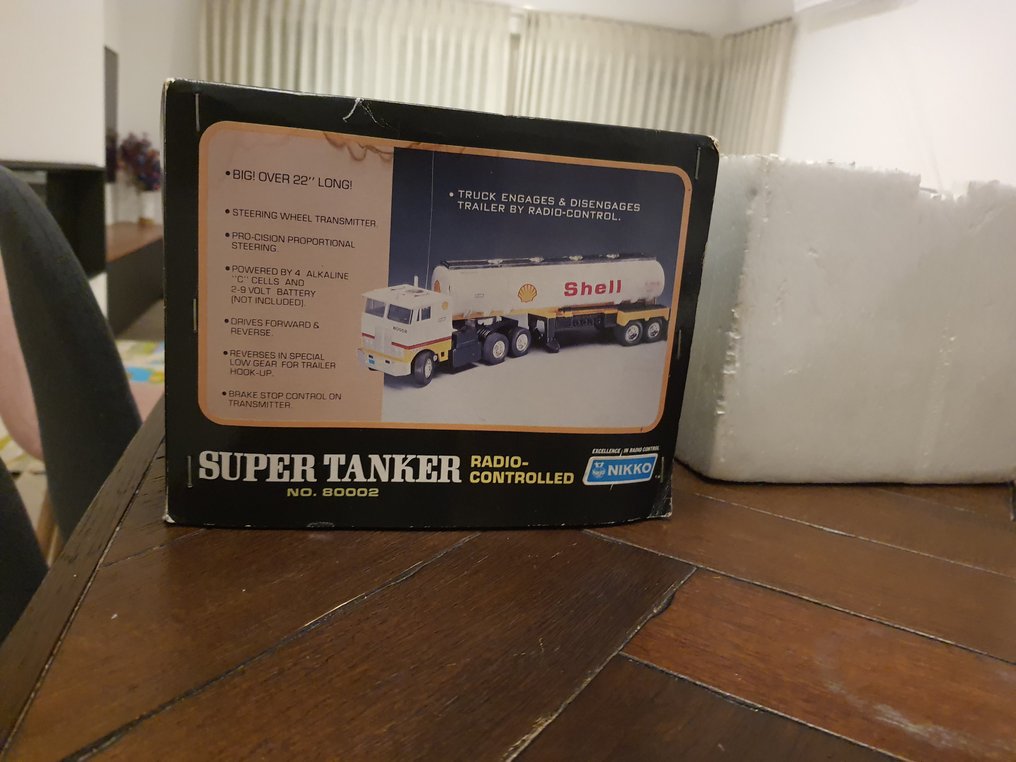 •BIG! OVER 22″ LONG!
•STEERING WHEEL TRANSMITTER.
•PRO-CISION PROPORTIONAL
STEERING.
•POWERED BY 4 ALKALINE
"C" CELLS AND
2-9 VOLT BATTERY
(NOT INCLUDED).
•DRIVES FORWARD &
REVERSE.
•REVERSES IN SPECIAL
LOW GEAR FOR TRAILER
HOOK-UP.
•BRAKE STOP CONTROL ON
TRANSMITTER.
• TRUCK ENGAGES & DISENGAGES
TRAILER BY RADIO-CONTROL.
Shell
80002
SUPER TANKER
NO. 80002
RADIO-
CONTROLLED
EXCELLENCE IN RADIO CONTROL
NIKKO